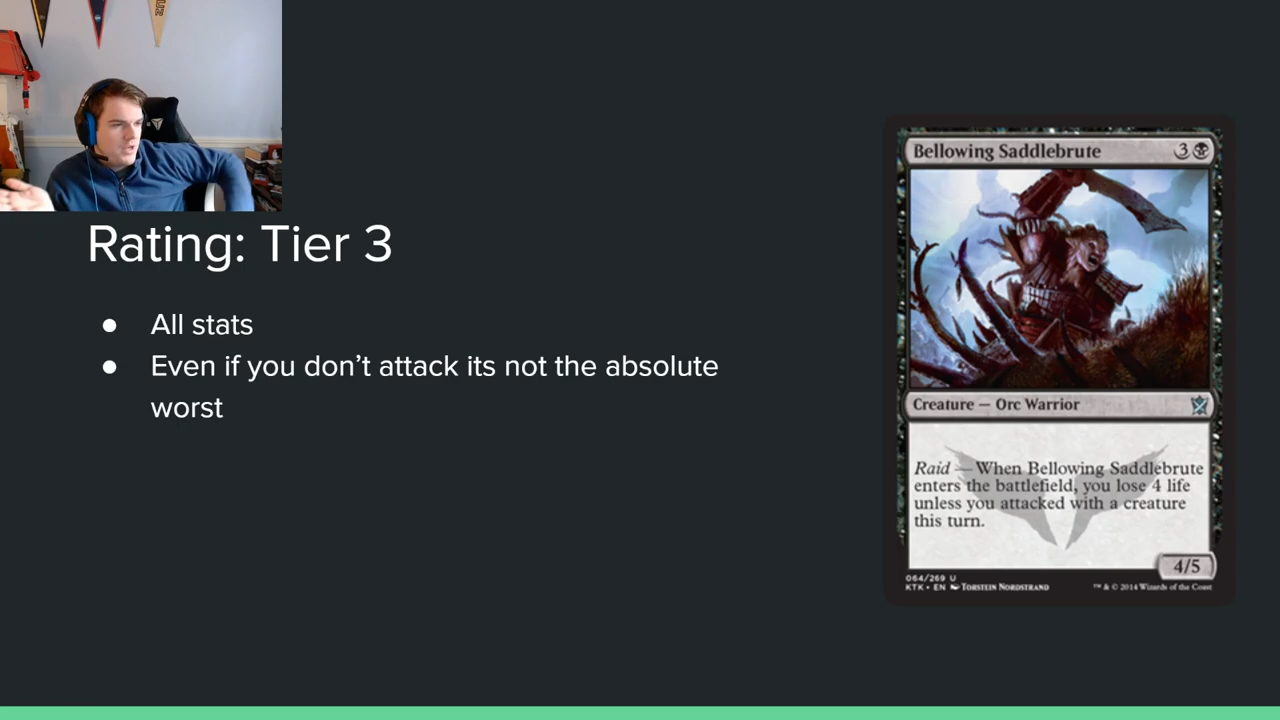 Rating: Tier 3
● All stats
● Even if you don’t attack its not the absolute
worst
Bellowing Saddlebrute 3
Creature — Orc Warrior
Raid — When Bellowing Saddlebrute
enters the battlefield, you lose 4 life
unless you attacked with a creature
this turn.
4/5
064/269 U
KTK • EN Torstein Nordstrand
™ & © 2014 Wizards of the Coast